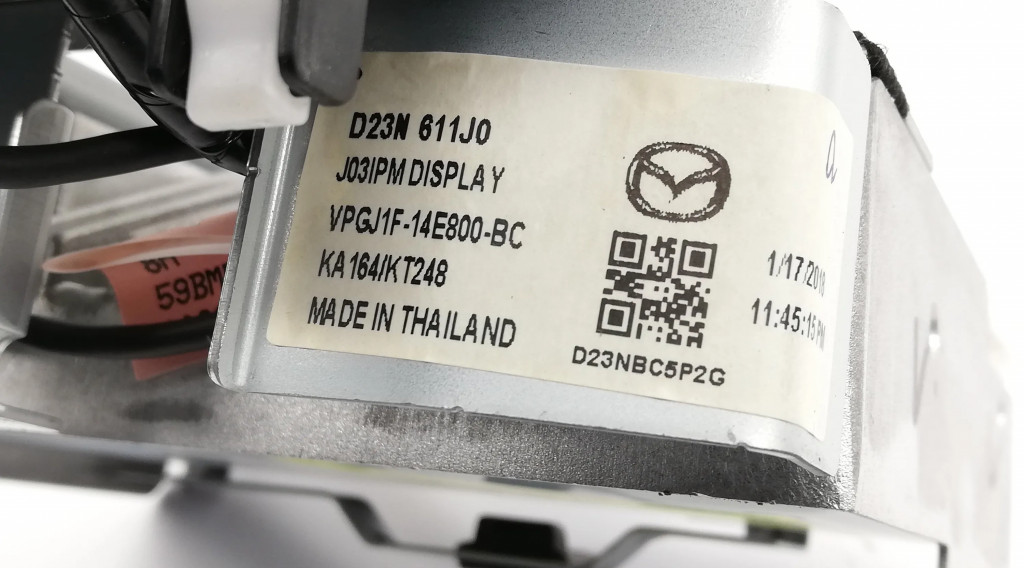 D23N 611J0
J03IPM DISPLAY
VPGJ1F-14E800-BC
KA164/KT248
MADE IN THAILAND
D23NBC5P2G
a
1/17/2018
11:45:15 PM
59BM